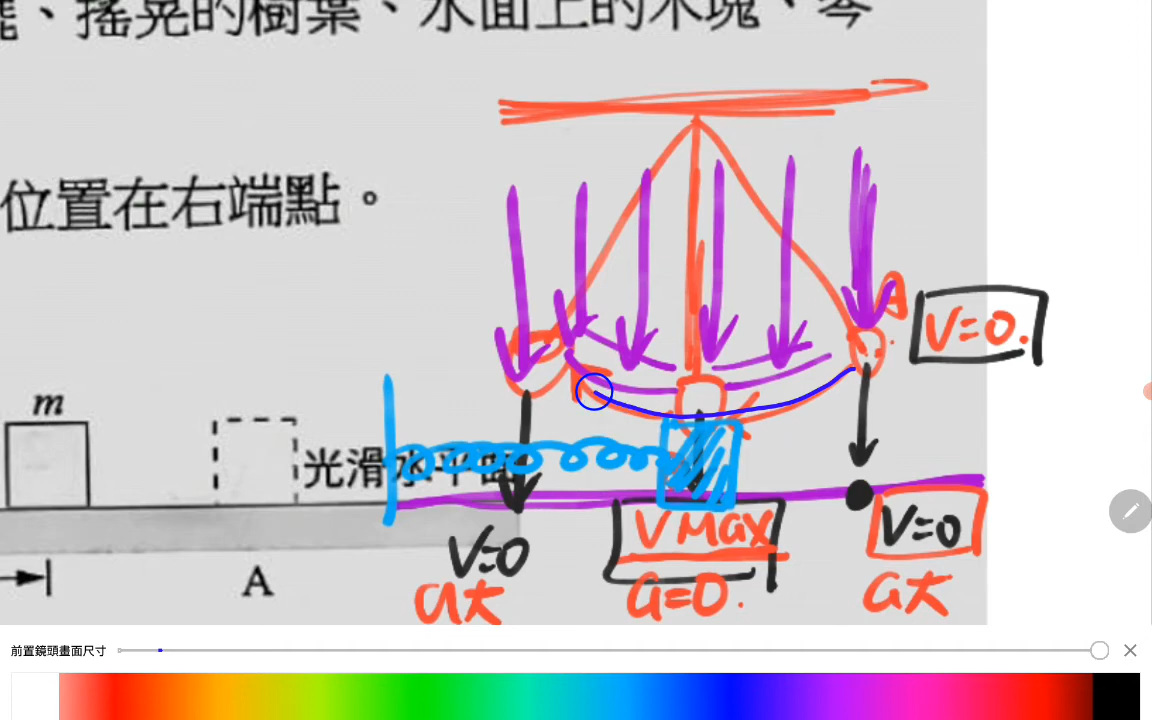 搖晃的樹葉、水面上的木塊、琴
位置在右端點。
A
V=0.
m
光滑水平面
V=0
V Max
V=0
A
a大
a=0.
a大
前置鏡頭畫面尺寸